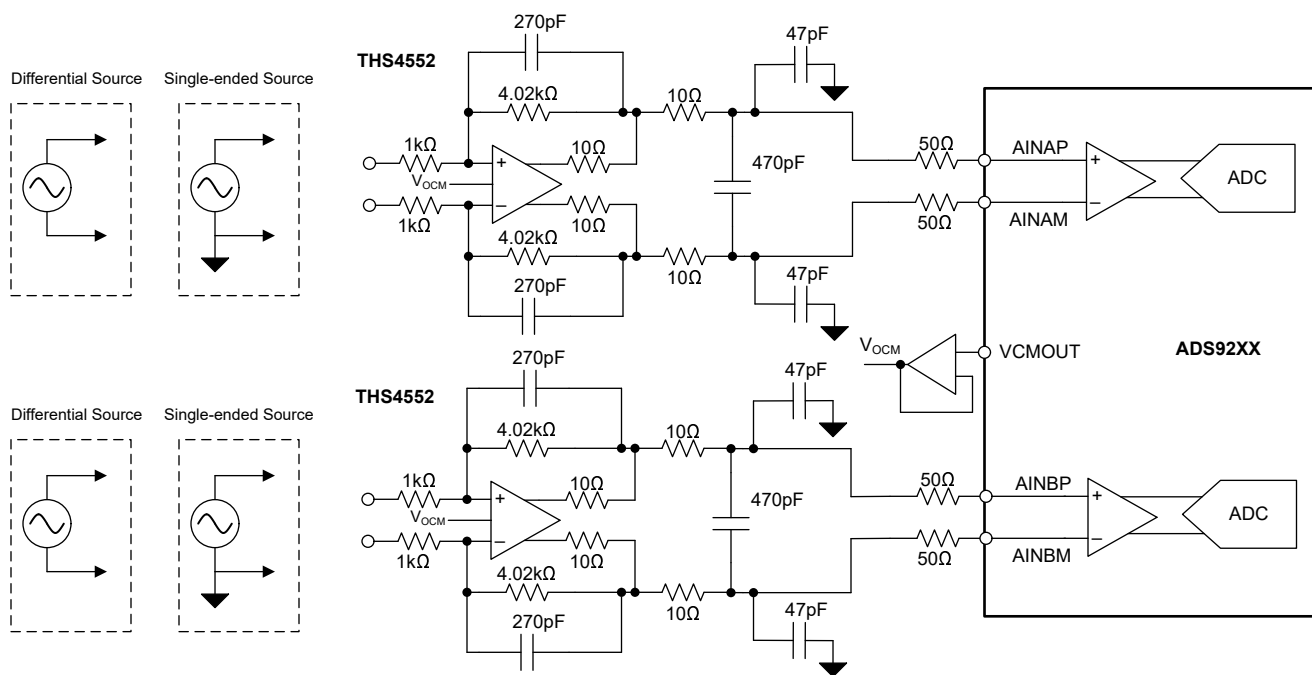 270pF
47pF
THS4552
Differential Source
Single-ended Source
4.02kΩ
10Ω
1kΩ
10Ω
50Ω
AINAP
+
+
VOCM
470pF
ADC
−
−
1kΩ
10Ω
50Ω
AINAM
4.02kΩ
10Ω
270pF
47pF
VOCM
VCMOUT
ADS92XX
270pF
47pF
THS4552
Differential Source
Single-ended Source
4.02kΩ
10Ω
1kΩ
10Ω
50Ω
AINBP
+
+
VOCM
470pF
ADC
−
−
1kΩ
10Ω
50Ω
AINBM
4.02kΩ
10Ω
270pF
47pF